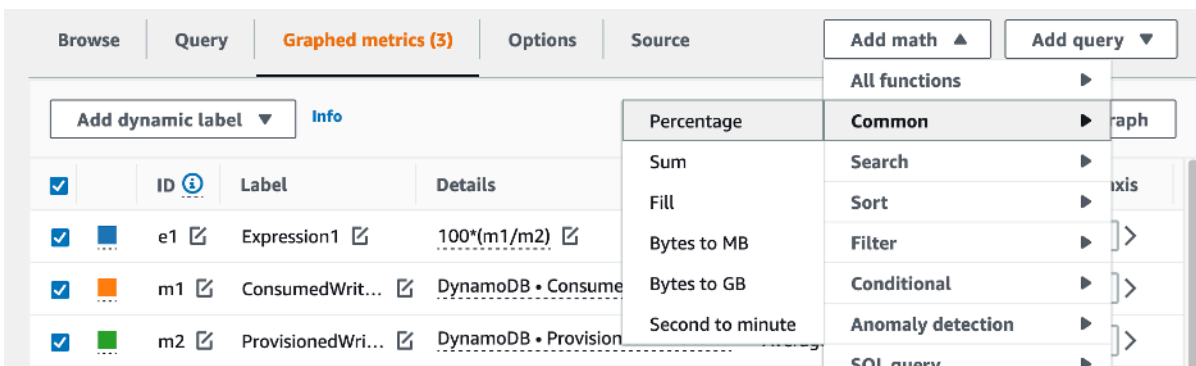 Browse Query Graphed metrics (3) Options Source Add math Add query
All functions
Add dynamic label Info Percentage Common
ID Label Details Sum Search
Fill Sort
e1 Expression1 100*(m1/m2) Bytes to MB Filter
m1 ConsumedWrit... DynamoDB • Consume Bytes to GB Conditional
m2 ProvisionedWri... DynamoDB • Provision Second to minute Anomaly detection
SQL query